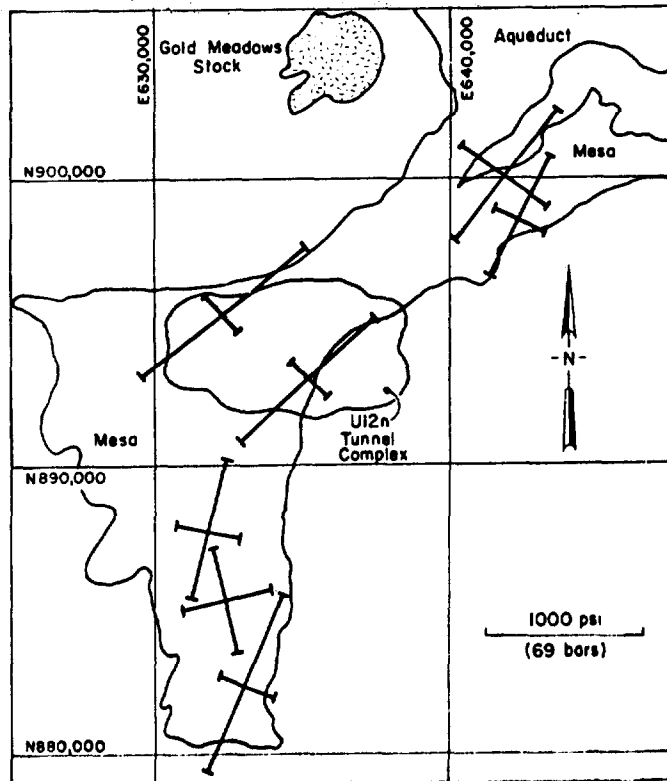 E630,000
Gold Meadows
Stock
E640,000
Aqueduct
Mesa
N900,000
-N-
Mesa
U12n
Tunnel
Complex
N890,000
1000 psi
(69 bars)
N880,000